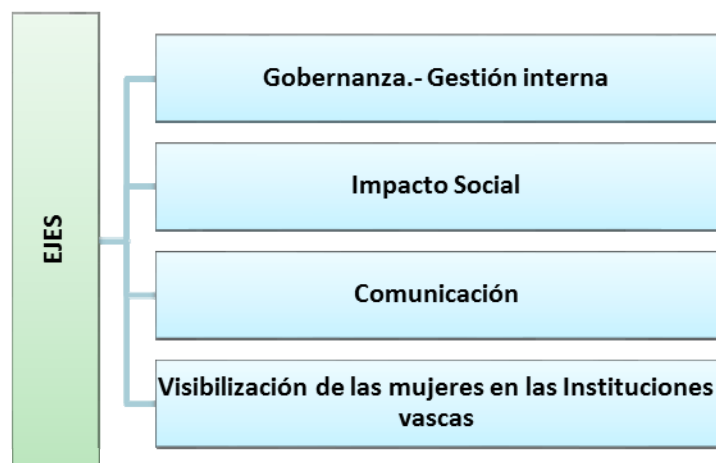 EJES
Gobernanza.- Gestión interna
Impacto Social
Comunicación
Visibilización de las mujeres en las Instituciones
vascas